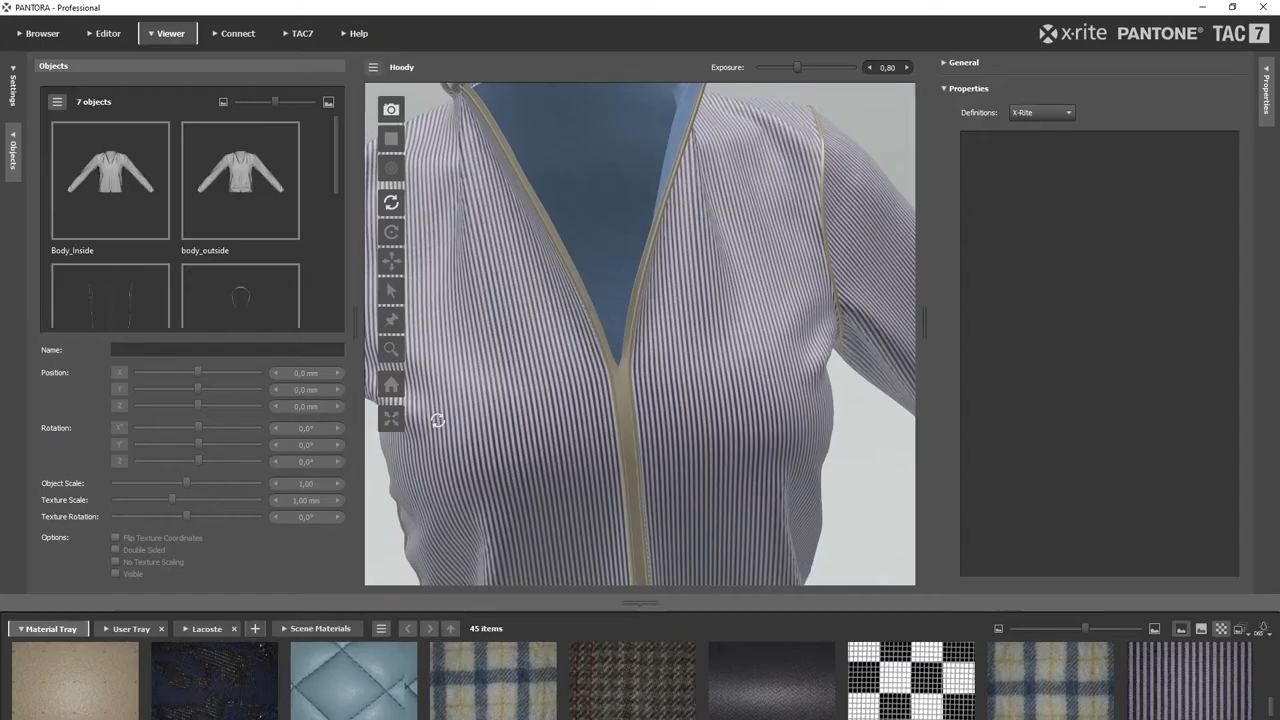 PANTORA
Browser Editor Viewer Connect TAC7 Help
x·rite PANTONE® TAC 7
Settings
Objects
Objects
7 objects
Body_Inside body_outside
Name:
Position: X 0,0 mm
Y 0,0 mm
Z 0,0 mm
Rotation: X° 0,0°
Y° 0,0°
Z 0,0°
Object Scale: 1,00
Texture Scale: 1,00 mm
Texture Rotation: 0,0°
Options: Flip Texture Coordinates
Double Sided
No Texture Scaling
Visible
Hoody Exposure: 0,80
General
Properties
Definitions: X-Rite
Properties
Material Tray User Tray Lacoste Scene Materials 45 items